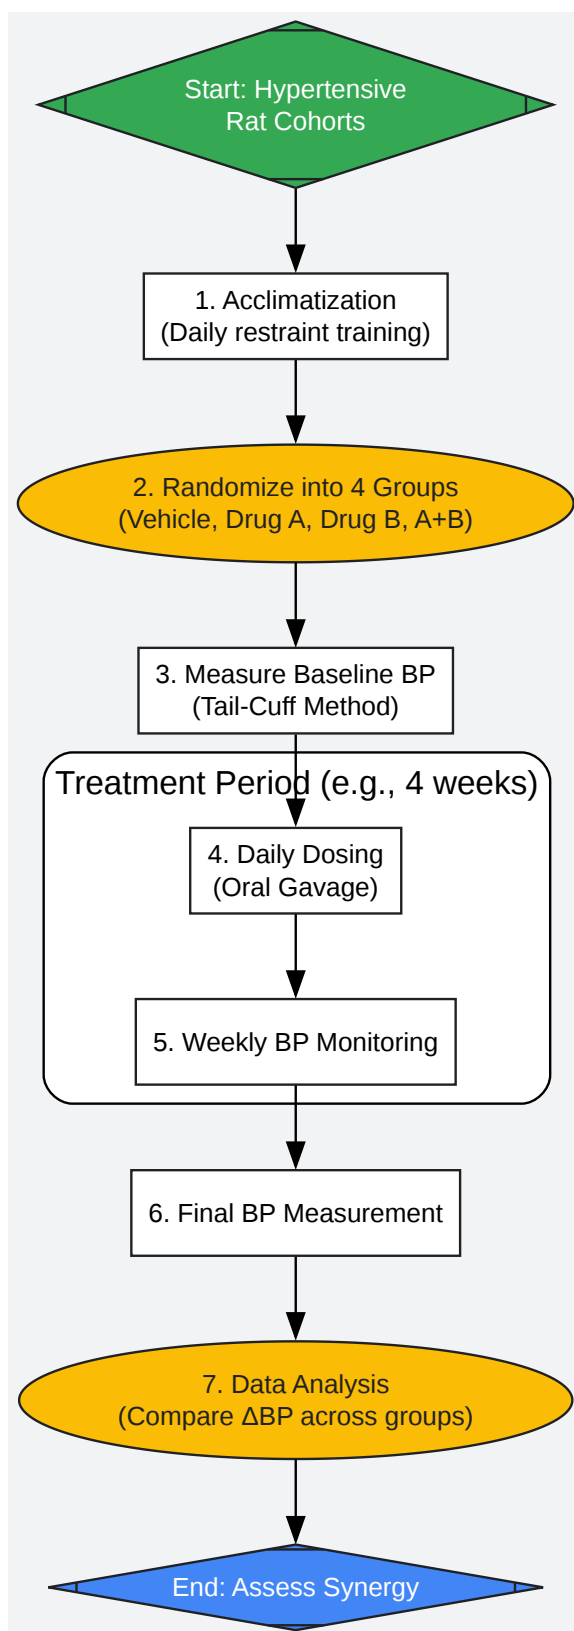 Start: Hypertensive
Rat Cohorts
1. Acclimatization
(Daily restraint training)
2. Randomize into 4 Groups
(Vehicle, Drug A, Drug B, A+B)
3. Measure Baseline BP
(Tail-Cuff Method)
Treatment Period (e.g., 4 weeks)
4. Daily Dosing
(Oral Gavage)
5. Weekly BP Monitoring
6. Final BP Measurement
7. Data Analysis
(Compare ΔBP across groups)
End: Assess Synergy